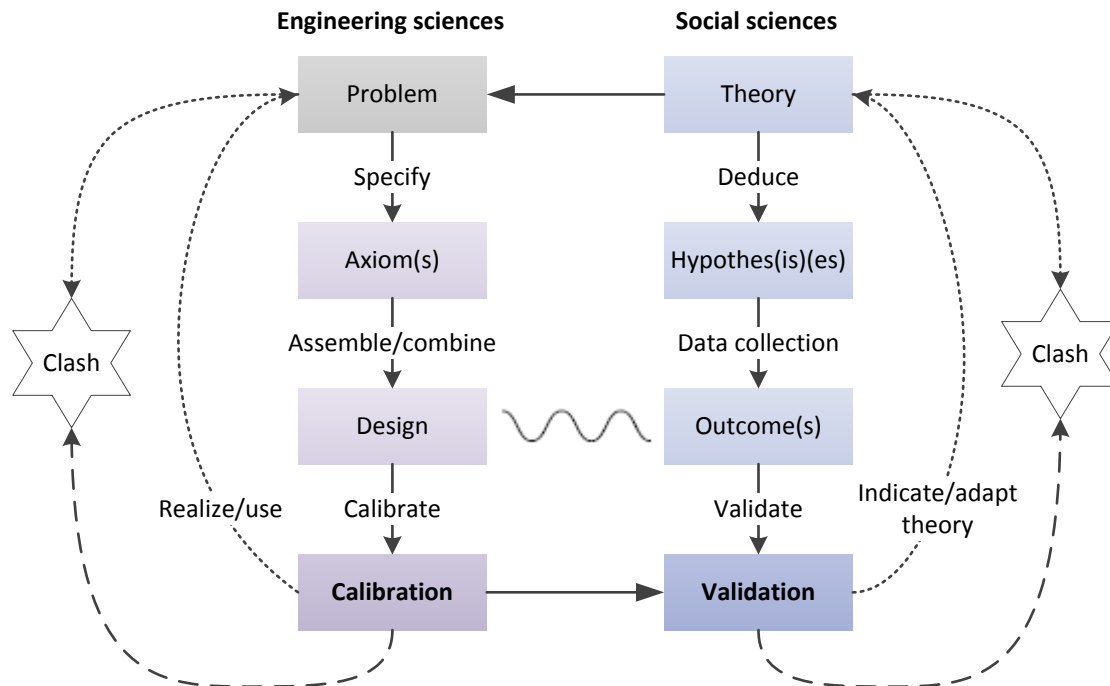 Engineering sciences
Social sciences
Problem
Theory
Specify
Deduce
Axiom(s)
Hypothes(is)(es)
Clash
Assemble/combine
Data collection
Clash
Design
Outcome(s)
Realize/use
Calibrate
Validate
Indicate/adapt
theory
Calibration
Validation